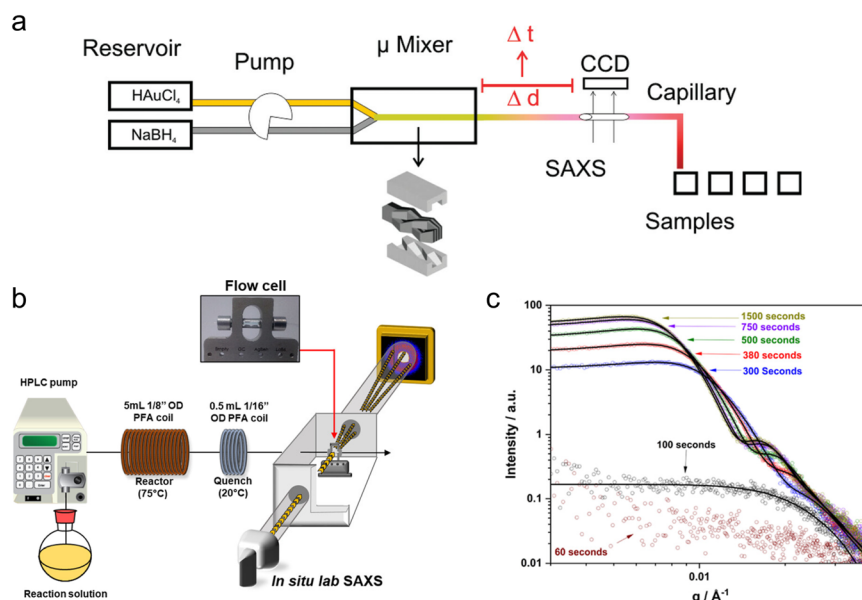 a
Reservoir
HAuCl4
NaBH4
Pump
μ Mixer
Δ t
Δ d
CCD
SAXS
Capillary
Samples
b
Flow cell
HPLC pump
5mL 1/8" OD
PFA coil
Reactor
(75°C)
0.5 mL 1/16"
OD PFA coil
Quench
(20°C)
Reaction solution
In situ lab SAXS
c
Intensity / a.u.
100
10
1
0.1
0.01
1500 seconds
750 seconds
500 seconds
380 seconds
300 Seconds
100 seconds
60 seconds
0.01
q / Å-1